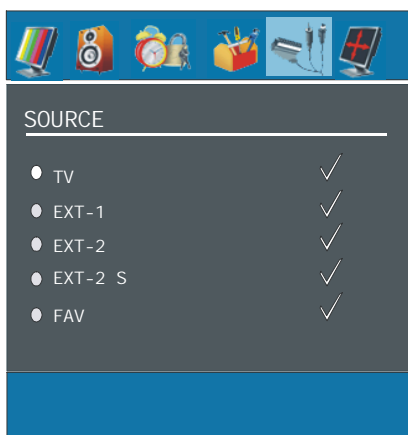 SOURCE
TV
EXT-1
EXT-2
EXT-2 S
FAV